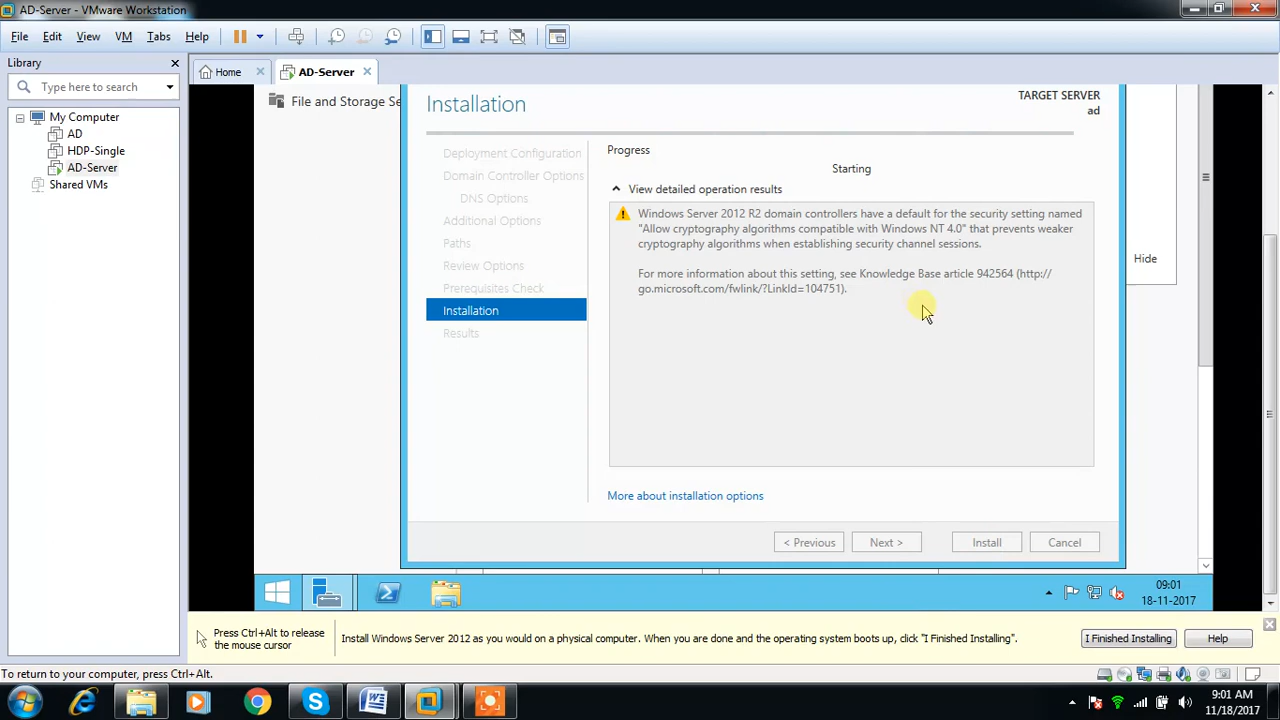 AD-Server - VMware Workstation
File Edit View VM Tabs Help
Library
Type here to search
My Computer
AD
HDP-Single
AD-Server
Shared VMs
Home
AD-Server
File and Storage Se
Installation
TARGET SERVER
ad
Deployment Configuration
Domain Controller Options
DNS Options
Additional Options
Paths
Review Options
Prerequisites Check
Installation
Results
Progress
Starting
View detailed operation results
Windows Server 2012 R2 domain controllers have a default for the security setting named
"Allow cryptography algorithms compatible with Windows NT 4.0" that prevents weaker
cryptography algorithms when establishing security channel sessions.
For more information about this setting, see Knowledge Base article 942564 (http://
go.microsoft.com/fwlink/?LinkId=104751).
Hide
More about installation options
< Previous
Next >
Install
Cancel
09:01
18-11-2017
Press Ctrl+Alt to release
the mouse cursor
Install Windows Server 2012 as you would on a physical computer. When you are done and the operating system boots up, click "I Finished Installing".
I Finished Installing
Help
To return to your computer, press Ctrl+Alt.
9:01 AM
11/18/2017